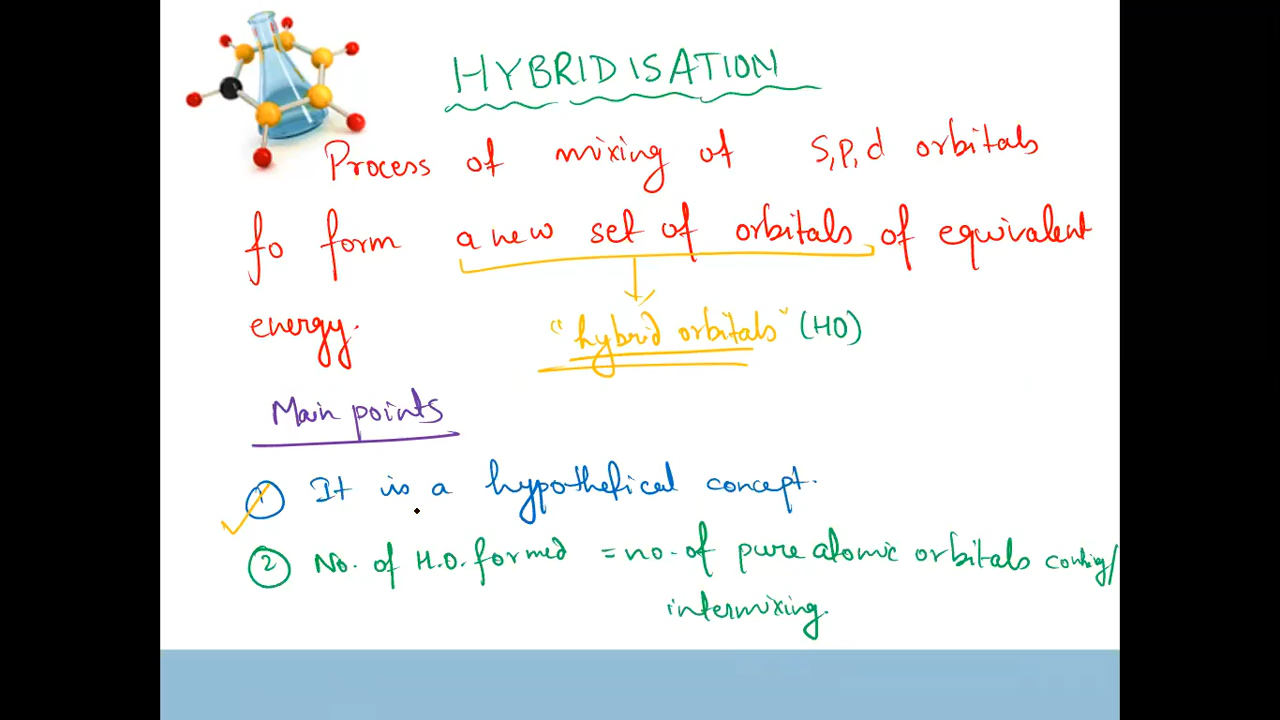 HYBRIDISATION
Process of mixing of S,P,d orbitals
fo form a new set of orbitals of equivalent
energy.
"hybrid orbitals" (HO)
Main points
① It is a hypothetical concept.
② No. of H.O. formed = no. of pure atomic orbitals
intermixing.